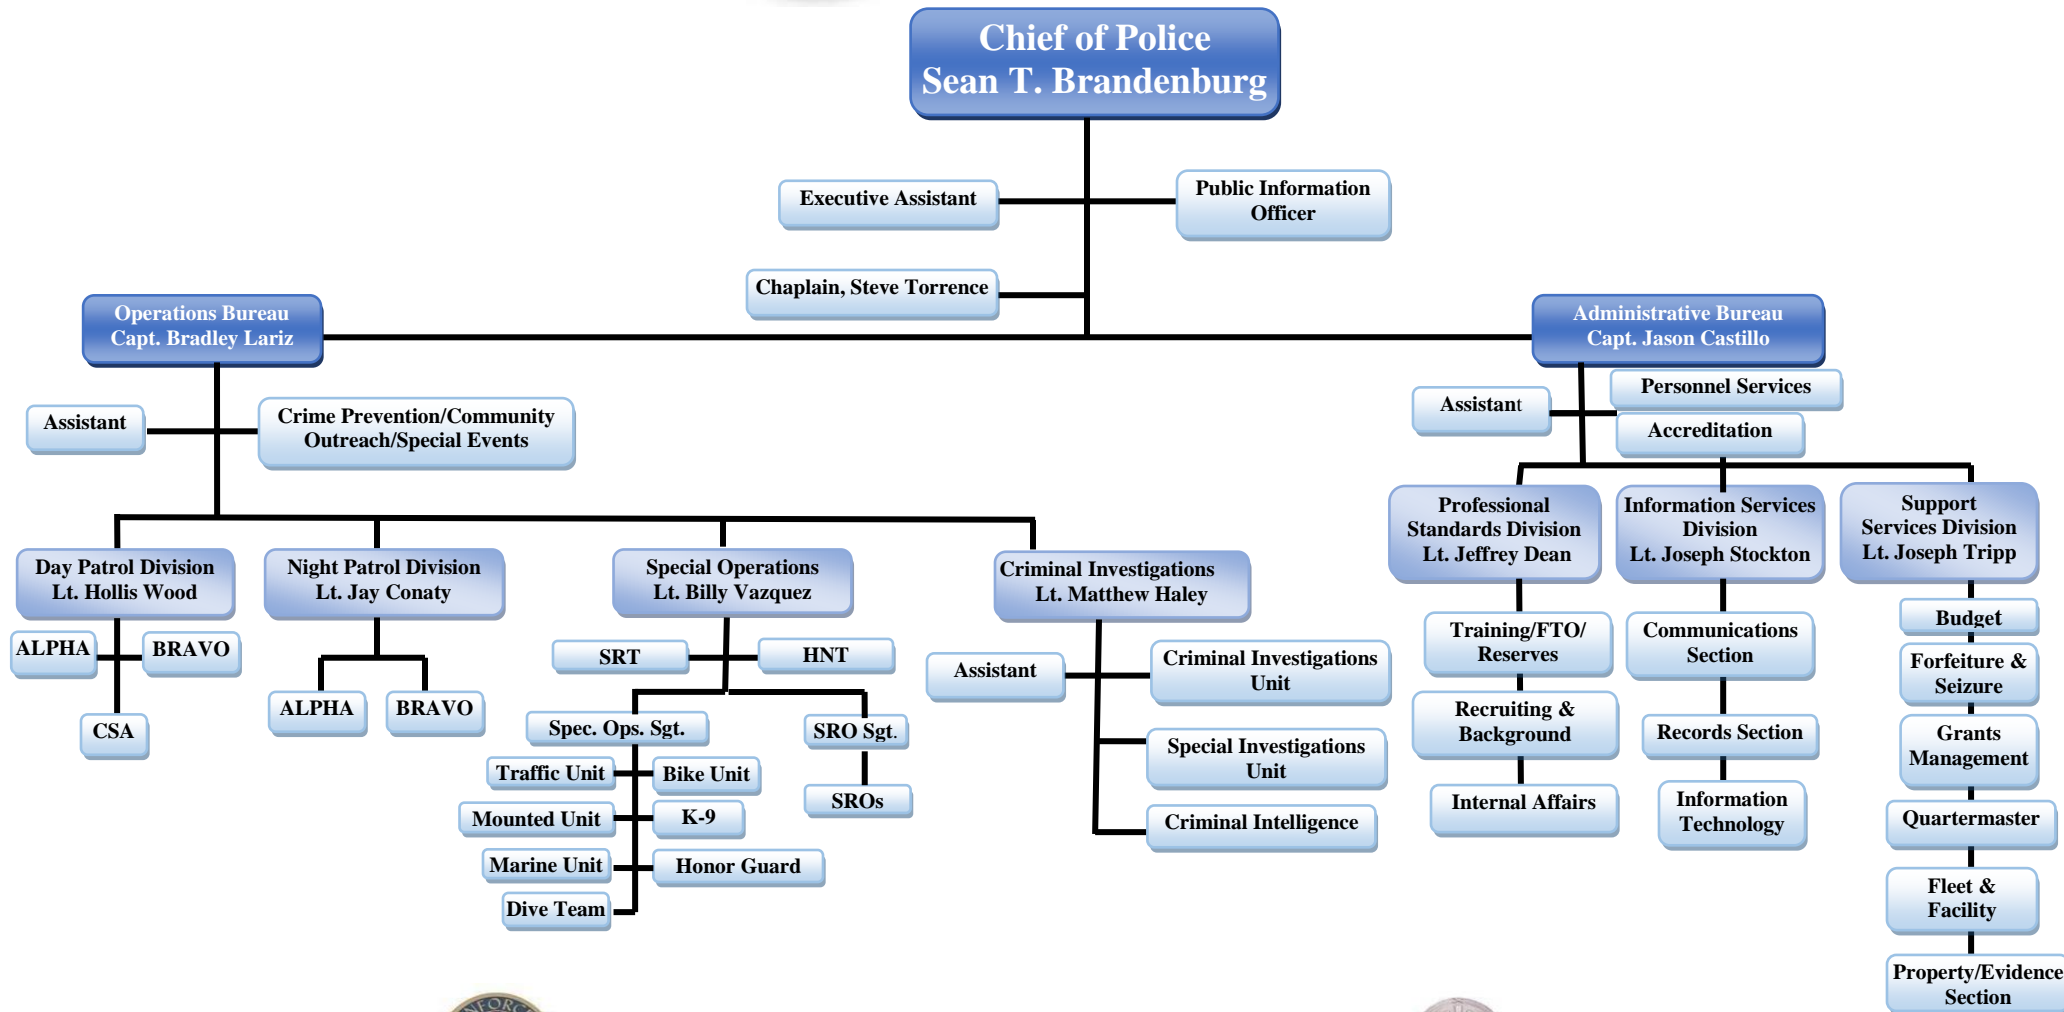 Chief of Police
Sean T. Brandenburg
Executive Assistant
Public Information
Officer
Chaplain, Steve Torrence
Operations Bureau
Capt. Bradley Lariz
Administrative Bureau
Capt. Jason Castillo
Assistant
Crime Prevention/Community
Outreach/Special Events
Assistant
Personnel Services
Accreditation
Day Patrol Division
Lt. Hollis Wood
Night Patrol Division
Lt. Jay Conaty
Special Operations
Lt. Billy Vazquez
Criminal Investigations
Lt. Matthew Haley
Professional
Standards Division
Lt. Jeffrey Dean
Information Services
Division
Lt. Joseph Stockton
Support
Services Division
Lt. Joseph Tripp
ALPHA
BRAVO
CSA
ALPHA
BRAVO
SRT
HNT
Spec. Ops. Sgt.
Traffic Unit
Bike Unit
Mounted Unit
K-9
Marine Unit
Honor Guard
Dive Team
SRO Sgt.
SROs
Assistant
Criminal Investigations
Unit
Special Investigations
Unit
Criminal Intelligence
Training/FTO/
Reserves
Recruiting &
Background
Internal Affairs
Communications
Section
Records Section
Information
Technology
Budget
Forfeiture &
Seizure
Grants
Management
Quartermaster
Fleet &
Facility
Property/Evidence
Section